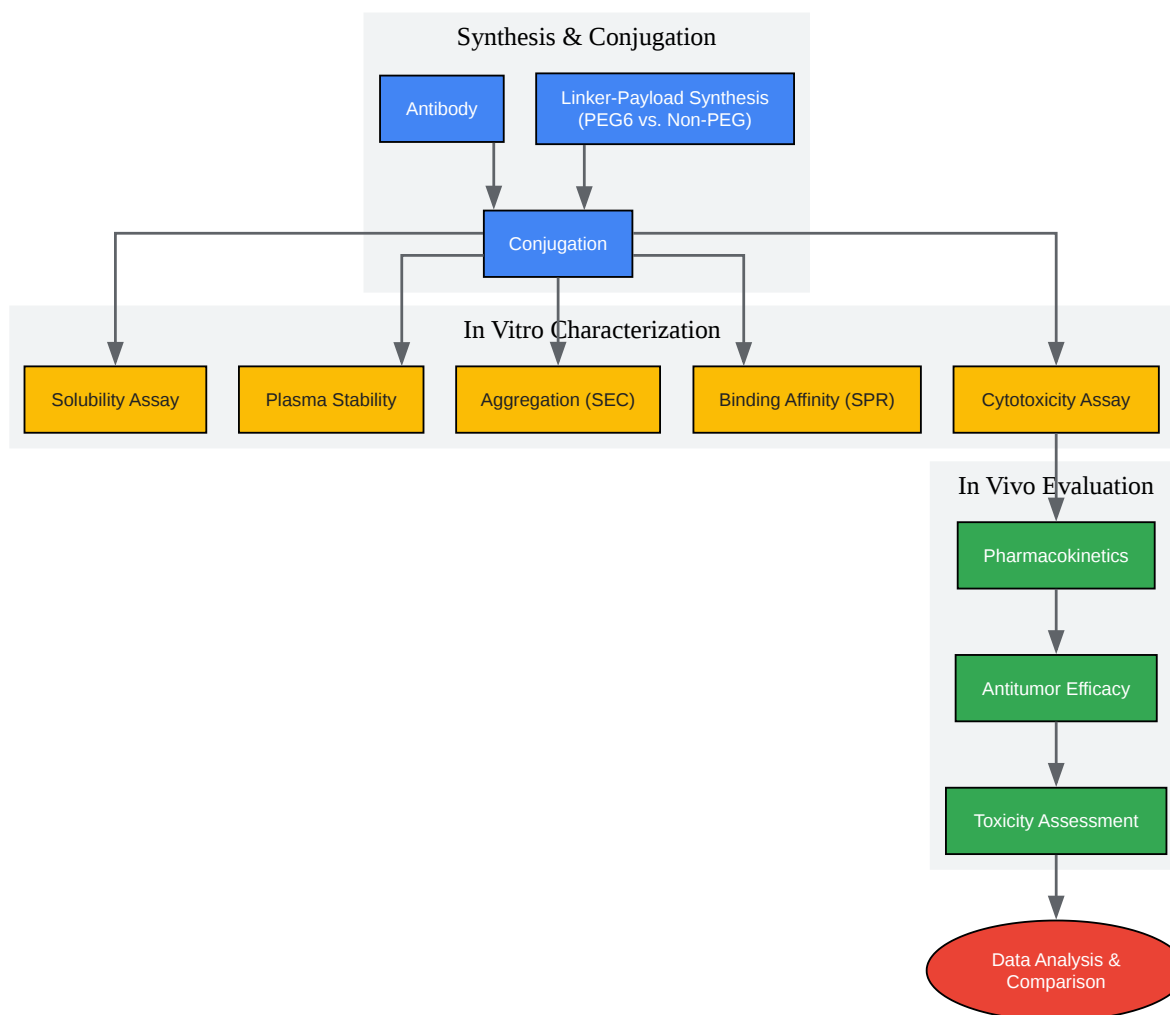 Synthesis & Conjugation
Antibody
Linker-Payload Synthesis
(PEG6 vs. Non-PEG)
Conjugation
In Vitro Characterization
Solubility Assay
Plasma Stability
Aggregation (SEC)
Binding Affinity (SPR)
Cytotoxicity Assay
In Vivo Evaluation
Pharmacokinetics
Antitumor Efficacy
Toxicity Assessment
Data Analysis &
Comparison